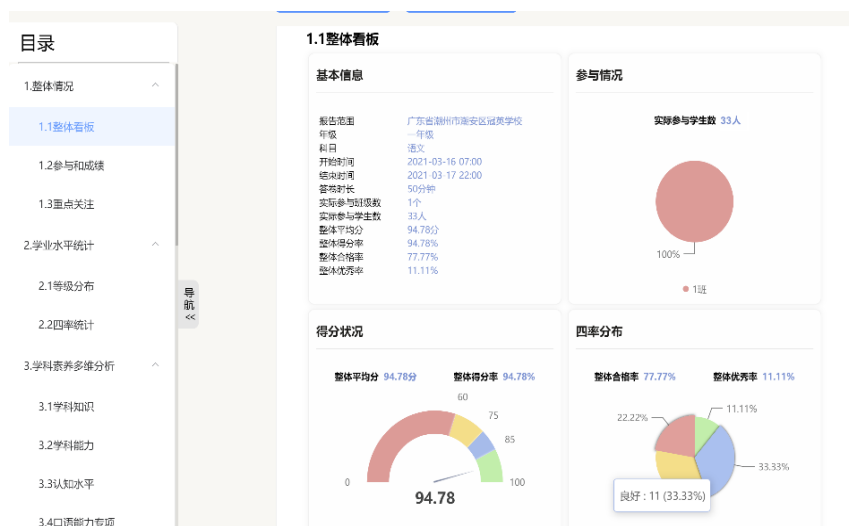 目录
1.整体情况
1.1整体看板
1.2参与和成绩
1.3重点关注
2.学业水平统计
2.1等级分布
2.2四率统计
3.学科素养多维分析
3.1学科知识
3.2学科能力
3.3认知水平
3.4口语能力专项
导
航
<<
1.1整体看板
基本信息
报告范围 广东省潮州市潮安区冠英学校
年级 一年级
科目 语文
开始时间 2021-03-16 07:00
结束时间 2021-03-17 22:00
答卷时长 50分钟
实际参与班级数 1个
实际参与学生数 33人
整体平均分 94.78分
整体得分率 94.78%
整体合格率 77.77%
整体优秀率 11.11%
参与情况
实际参与学生数 33人
100%
1班
得分状况
整体平均分 94.78分 整体得分率 94.78%
60
75
85
0
100
94.78
四率分布
整体合格率 77.77% 整体优秀率 11.11%
22.22%
11.11%
33.33%
良好 : 11 (33.33%)